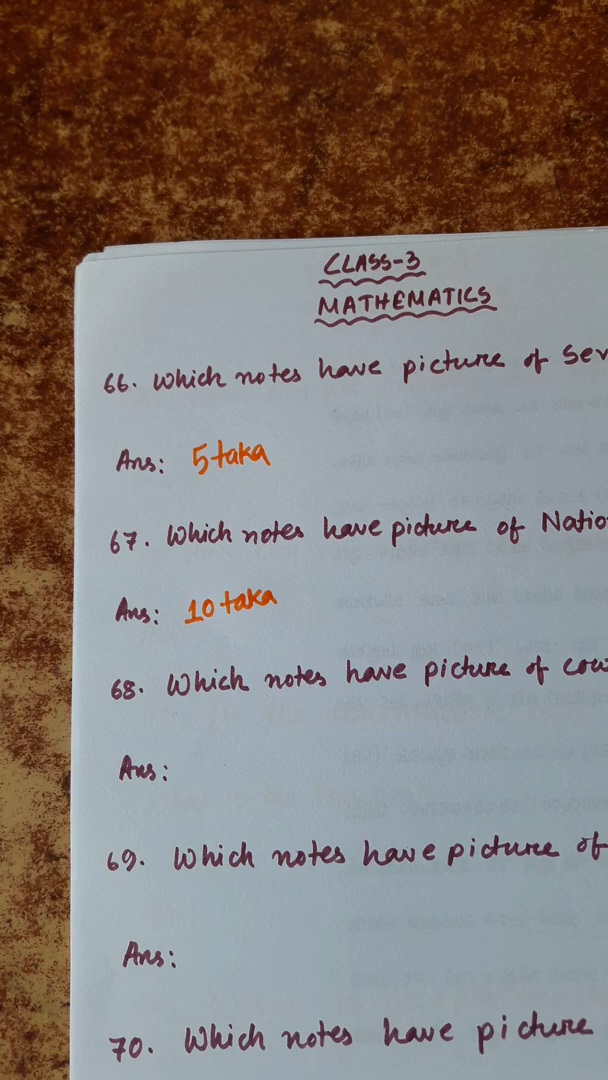 CLASS-3
MATHEMATICS
66. Which notes have picture of
Ans: 5 taka
67. Which notes have picture of
Ans: 10 taka
68. Which notes have picture of
Ans:
69. Which notes have picture of
Ans:
70. Which notes have picture